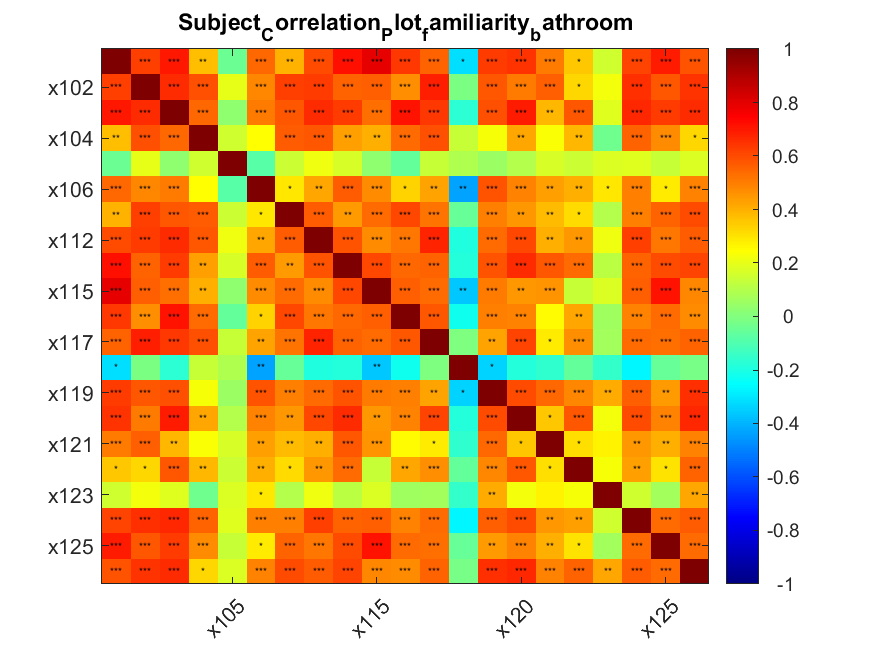 SubjectCorrelationPlotfamiliaritybathroom
x102
x104
x106
x112
x115
x117
x119
x121
x123
x125
x105
x115
x120
x125
1
0.8
0.6
0.4
0.2
0
-0.2
-0.4
-0.6
-0.8
-1